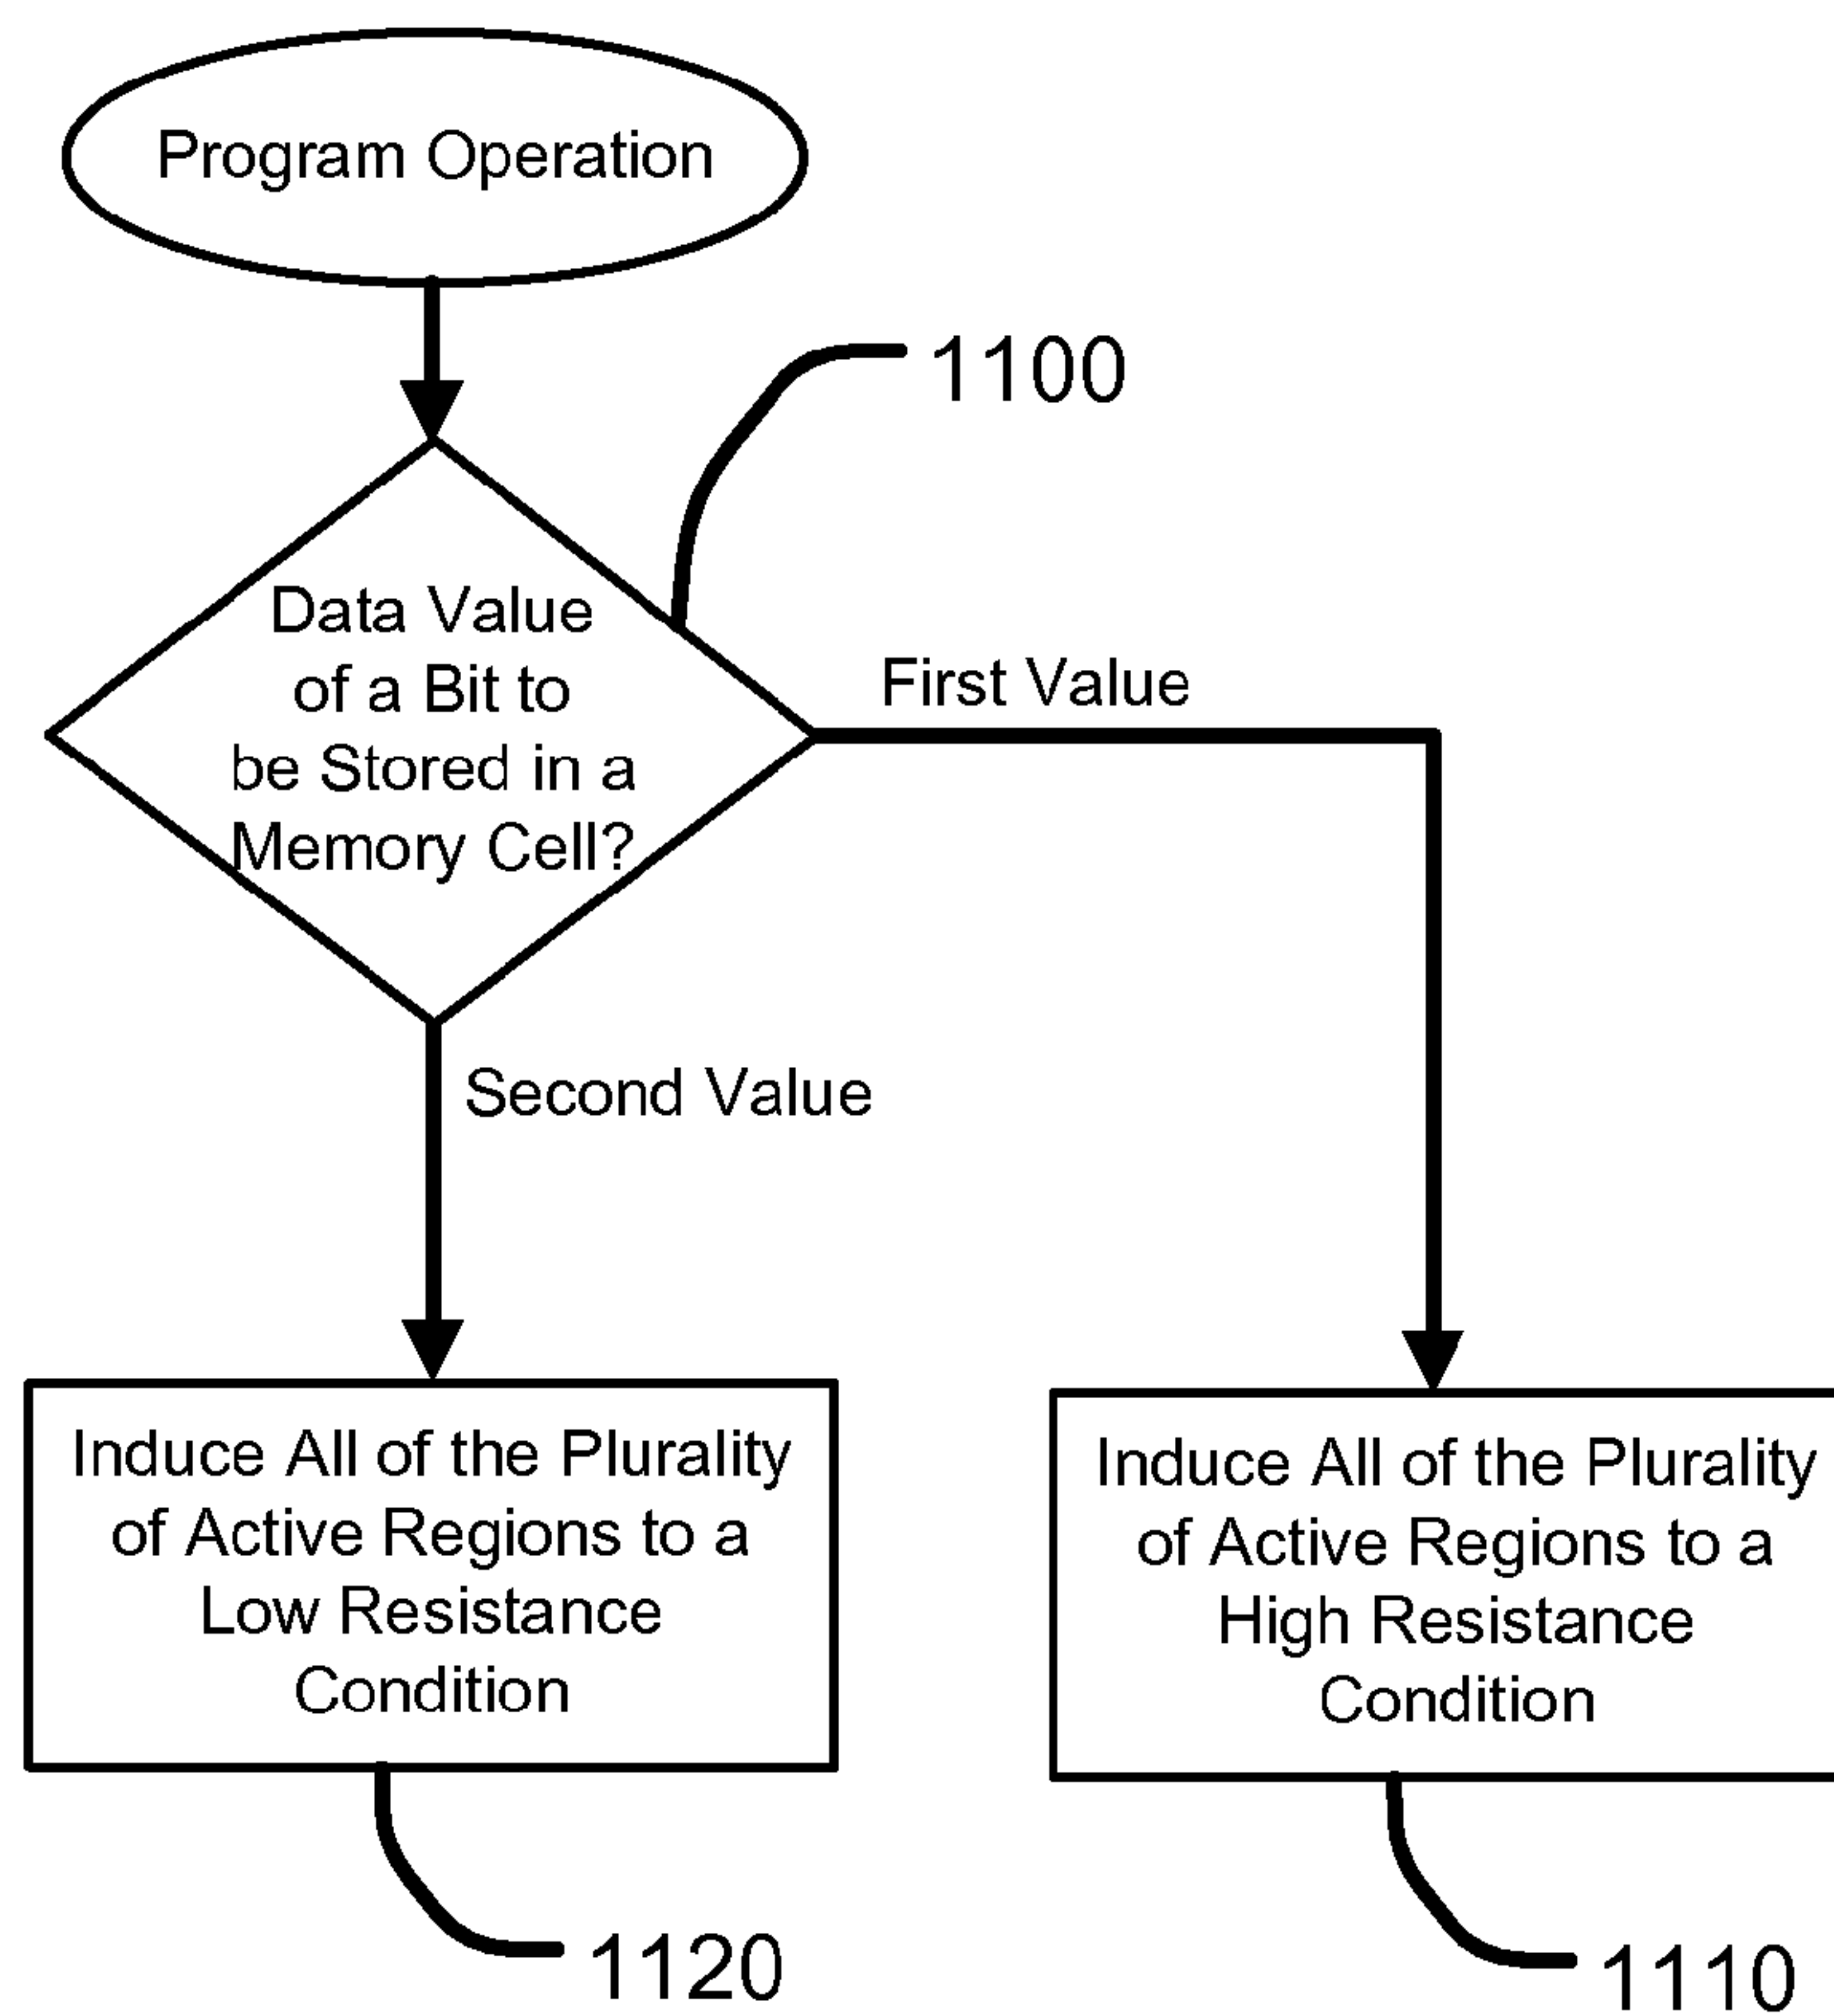 Program Operation
1100
Data Value
of a Bit to
be Stored in a
Memory Cell?
First Value
Second Value
Induce All of the Plurality
of Active Regions to a
Low Resistance
Condition
Induce All of the Plurality
of Active Regions to a
High Resistance
Condition
1120
1110